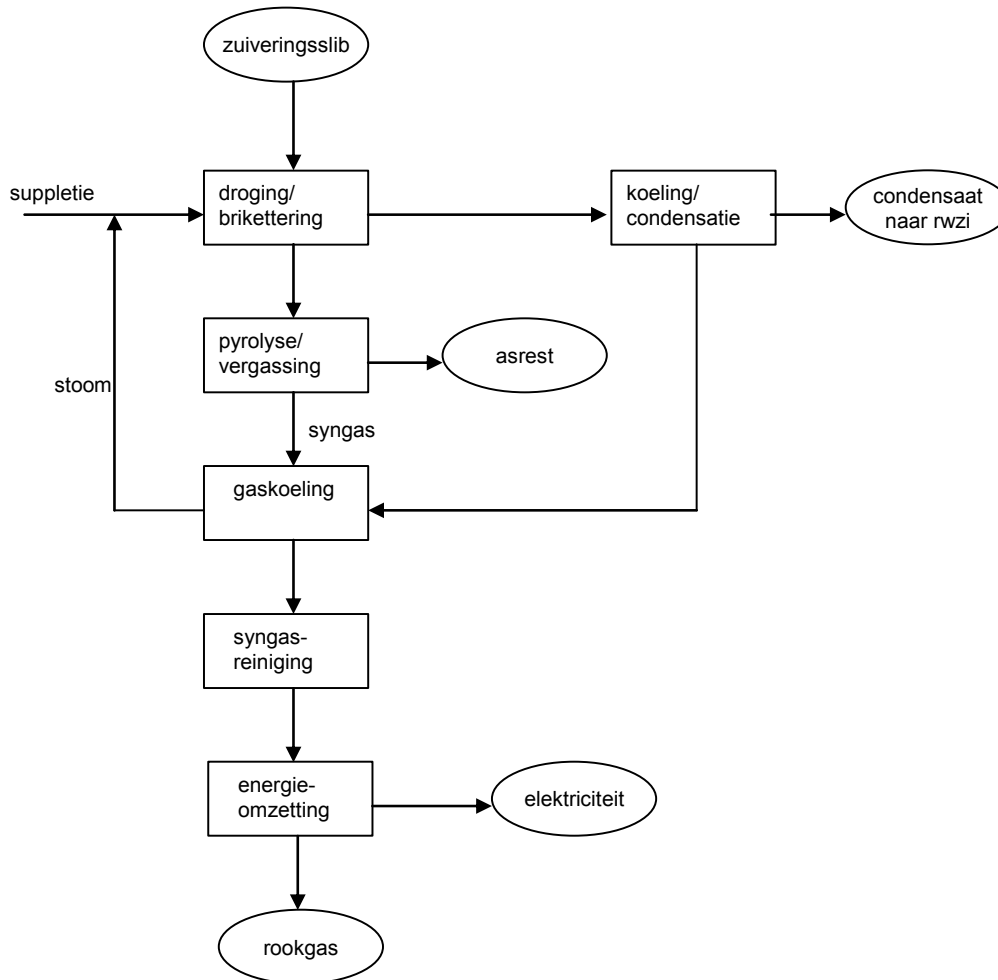 zuiveringsslib
suppletie
droging/
brikettering
koeling/
condensatie
condensaat
naar rwzi
pyrolyse/
vergassing
asrest
stoom
syngas
gaskoeling
syngas-
reiniging
energie-
omzetting
elektriciteit
rookgas